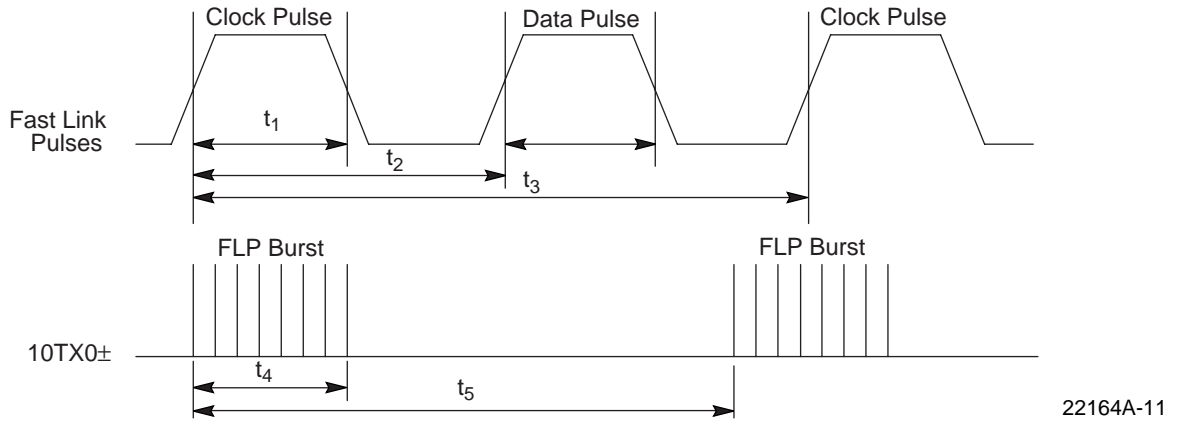 Clock Pulse
Data Pulse
Clock Pulse
Fast Link
Pulses
t1
t2
t3
FLP Burst
FLP Burst
10TX0±
t4
t5
22164A-11